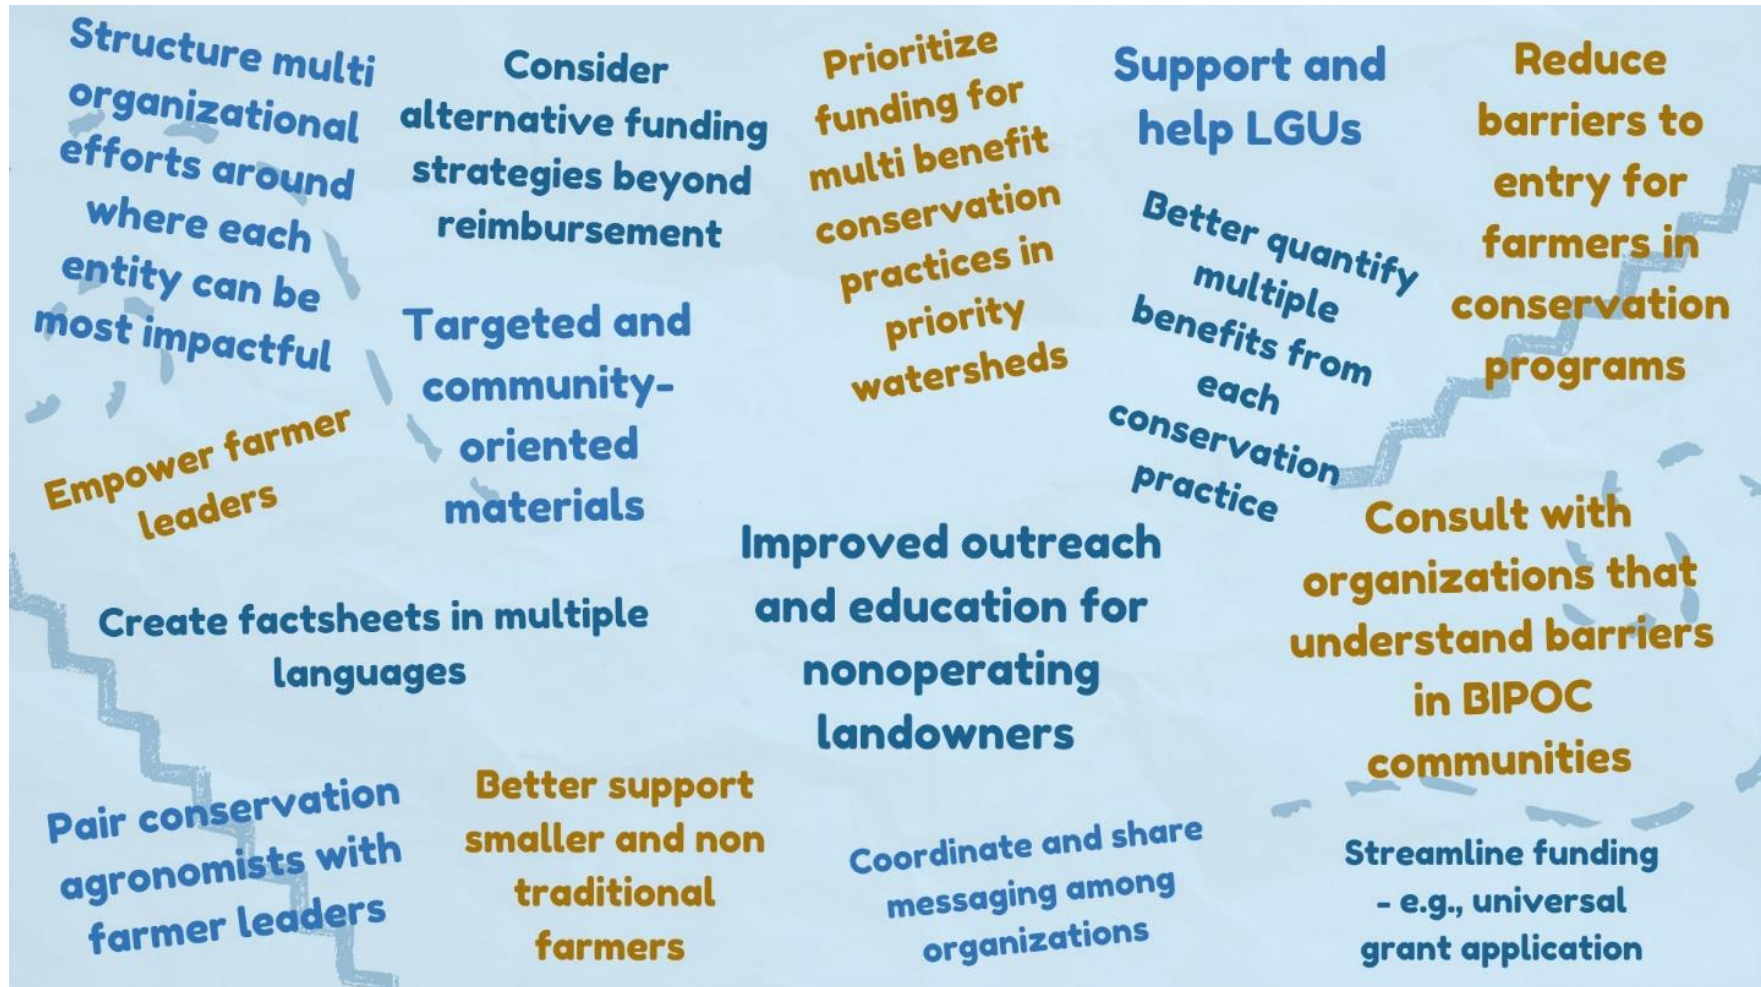 Structure multi
organizational
efforts around
where each
entity can be
most impactful
Consider
alternative funding
strategies beyond
reimbursement
Prioritize
funding for
multi benefit
conservation
practices in
priority
watersheds
Support and
help LGUs
Reduce
barriers to
entry for
farmers in
conservation
programs
Better quantify
multiple
benefits from
each
conservation
practice
Targeted and
community-
oriented
materials
Empower farmer
leaders
Improved outreach
and education for
nonoperating
landowners
Consult with
organizations that
understand barriers
in BIPOC
communities
Create factsheets in multiple
languages
Pair conservation
agronomists with
farmer leaders
Better support
smaller and non
traditional
farmers
Coordinate and share
messaging among
organizations
Streamline funding
- e.g., universal
grant application